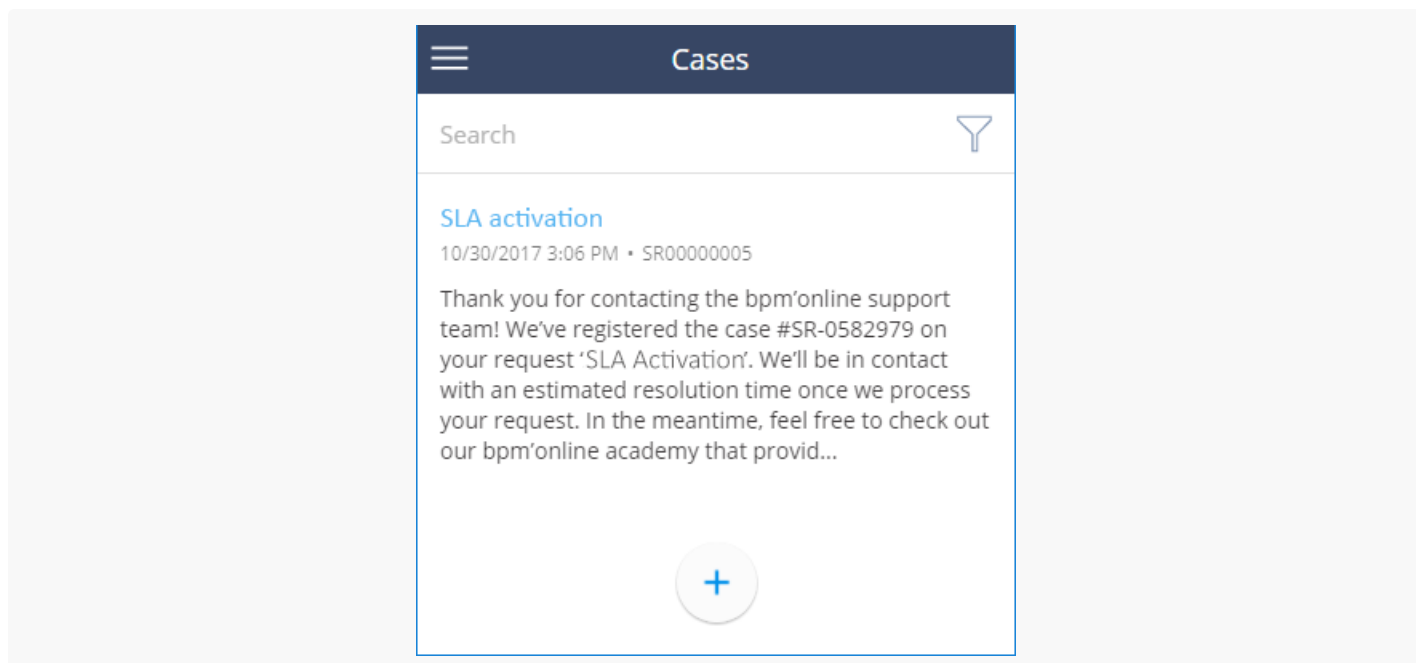 Cases
Search
SLA activation
10/30/2017 3:06 PM • SR00000005
Thank you for contacting the bpm’online support
team! We’ve registered the case #SR-0582979 on
your request ‘SLA Activation’. We’ll be in contact
with an estimated resolution time once we process
your request. In the meantime, feel free to check out
our bpm’online academy that provid...
+